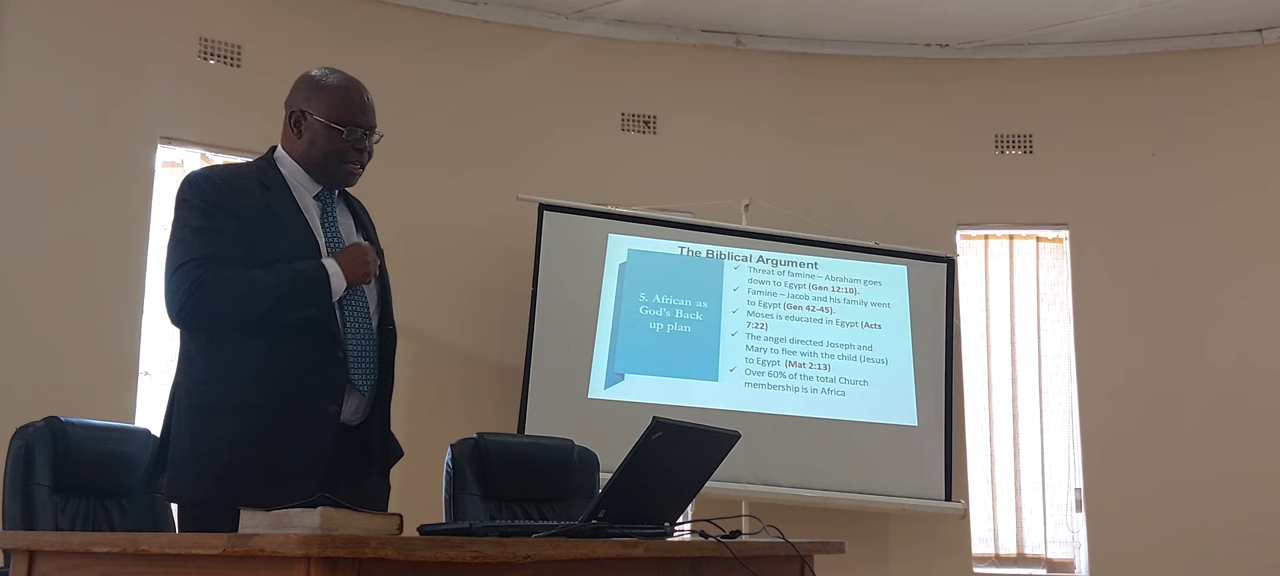 The Biblical Argument
5. African as
God's Back
up plan
✓ Threat of famine – Abraham goes
down to Egypt (Gen 12:10).
✓ Famine – Jacob and his family went
to Egypt (Gen 42-45).
✓ Moses is educated in Egypt (Acts
7:22)
✓ The angel directed Joseph and
Mary to flee with the child (Jesus)
to Egypt (Mat 2:13)
✓ Over 60% of the total Church
membership is in Africa